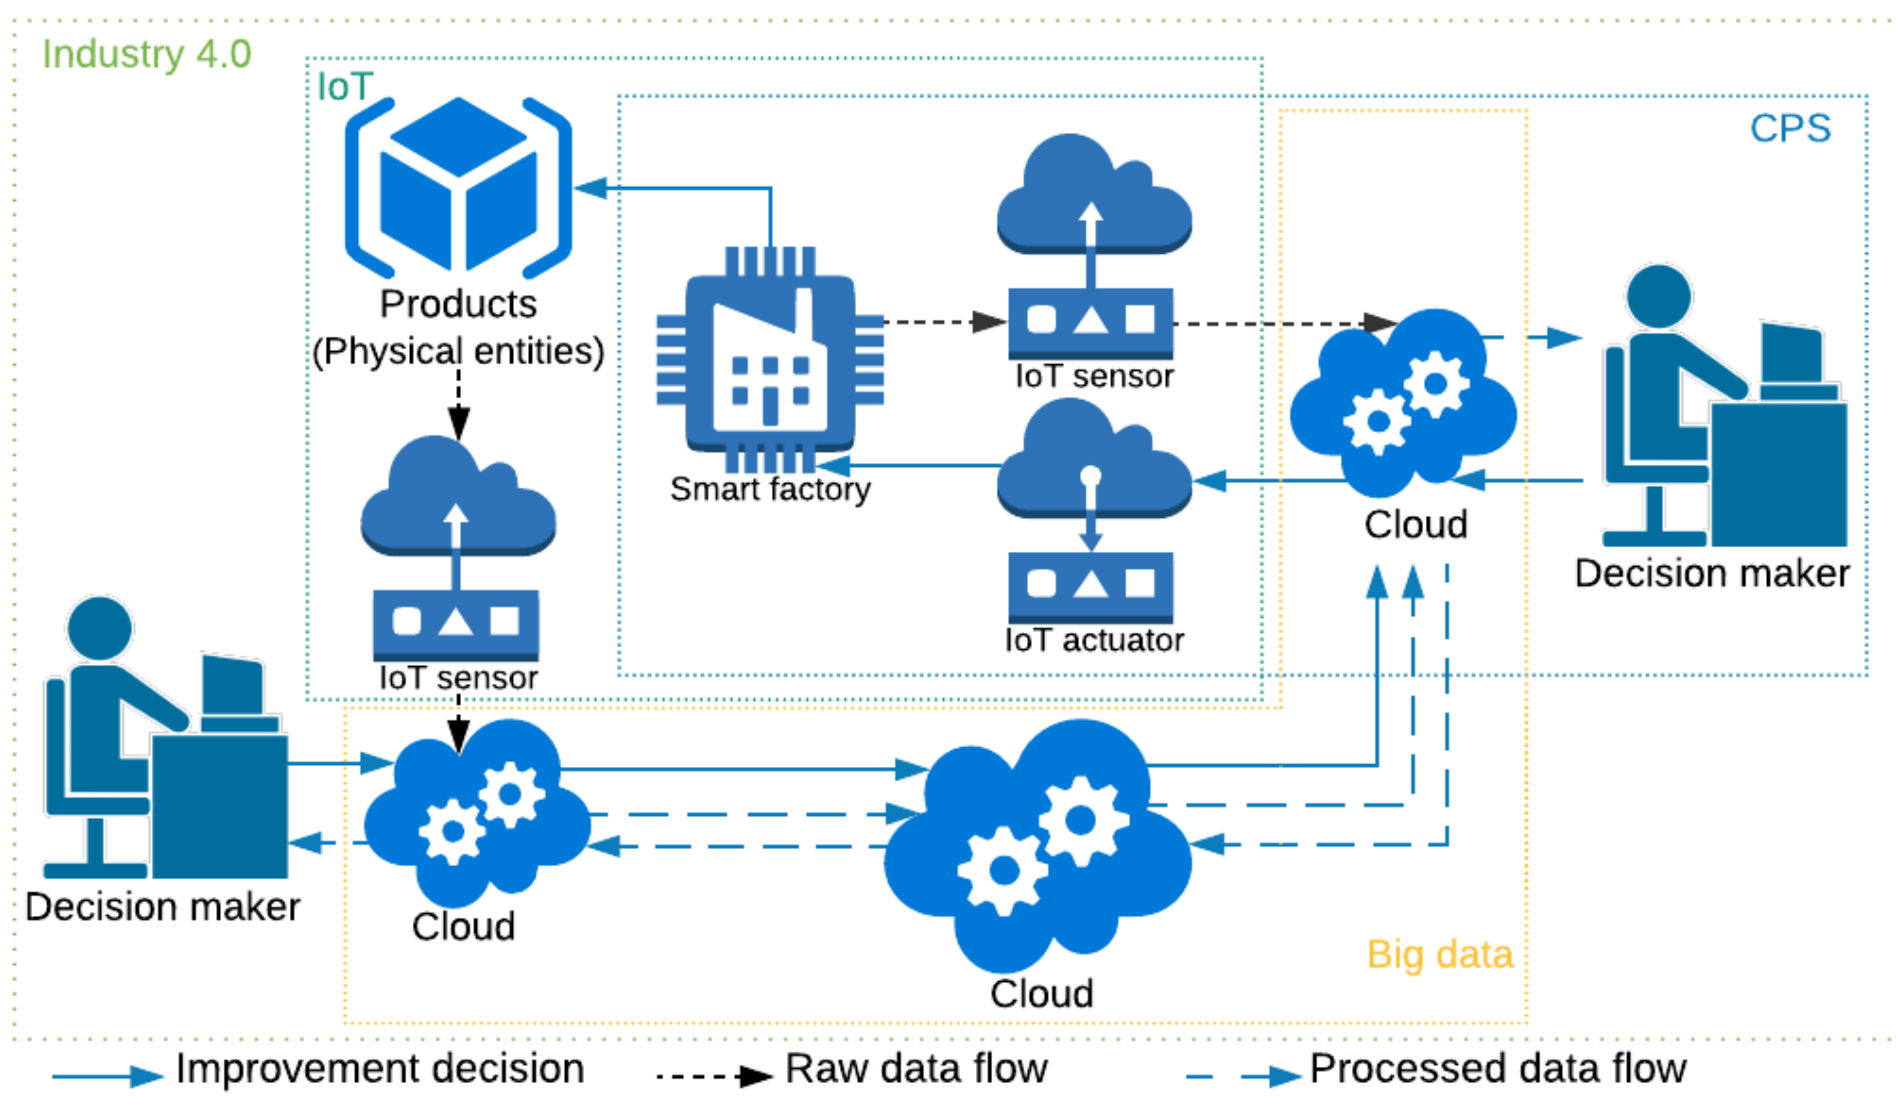 Industry 4.0
IoT
CPS
Products
(Physical entities)
IoT sensor
Smart factory
Cloud
Decision maker
IoT actuator
IoT sensor
Decision maker
Cloud
Cloud
Big data
Improvement decision
Raw data flow
Processed data flow